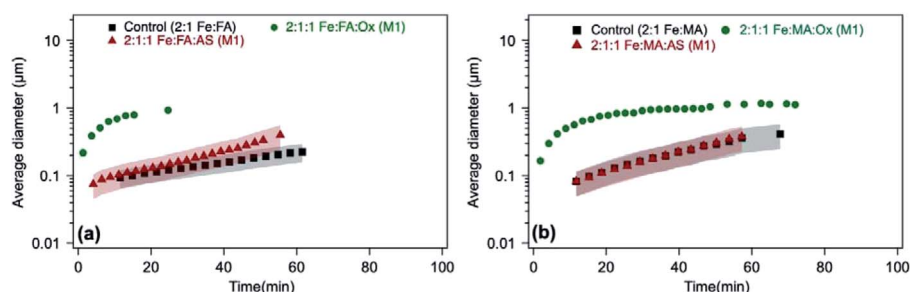 Control (2:1 Fe:FA)
2:1:1 Fe:FA:Ox (M1)
2:1:1 Fe:FA:AS (M1)
Average diameter (µm)
10
1
0.1
0.01
(a)
0
20
40
60
80
100
Time(min)
Control (2:1 Fe:MA)
2:1:1 Fe:MA:Ox (M1)
2:1:1 Fe:MA:AS (M1)
Average diameter (µm)
10
1
0.1
0.01
(b)
0
20
40
60
80
100
Time(min)